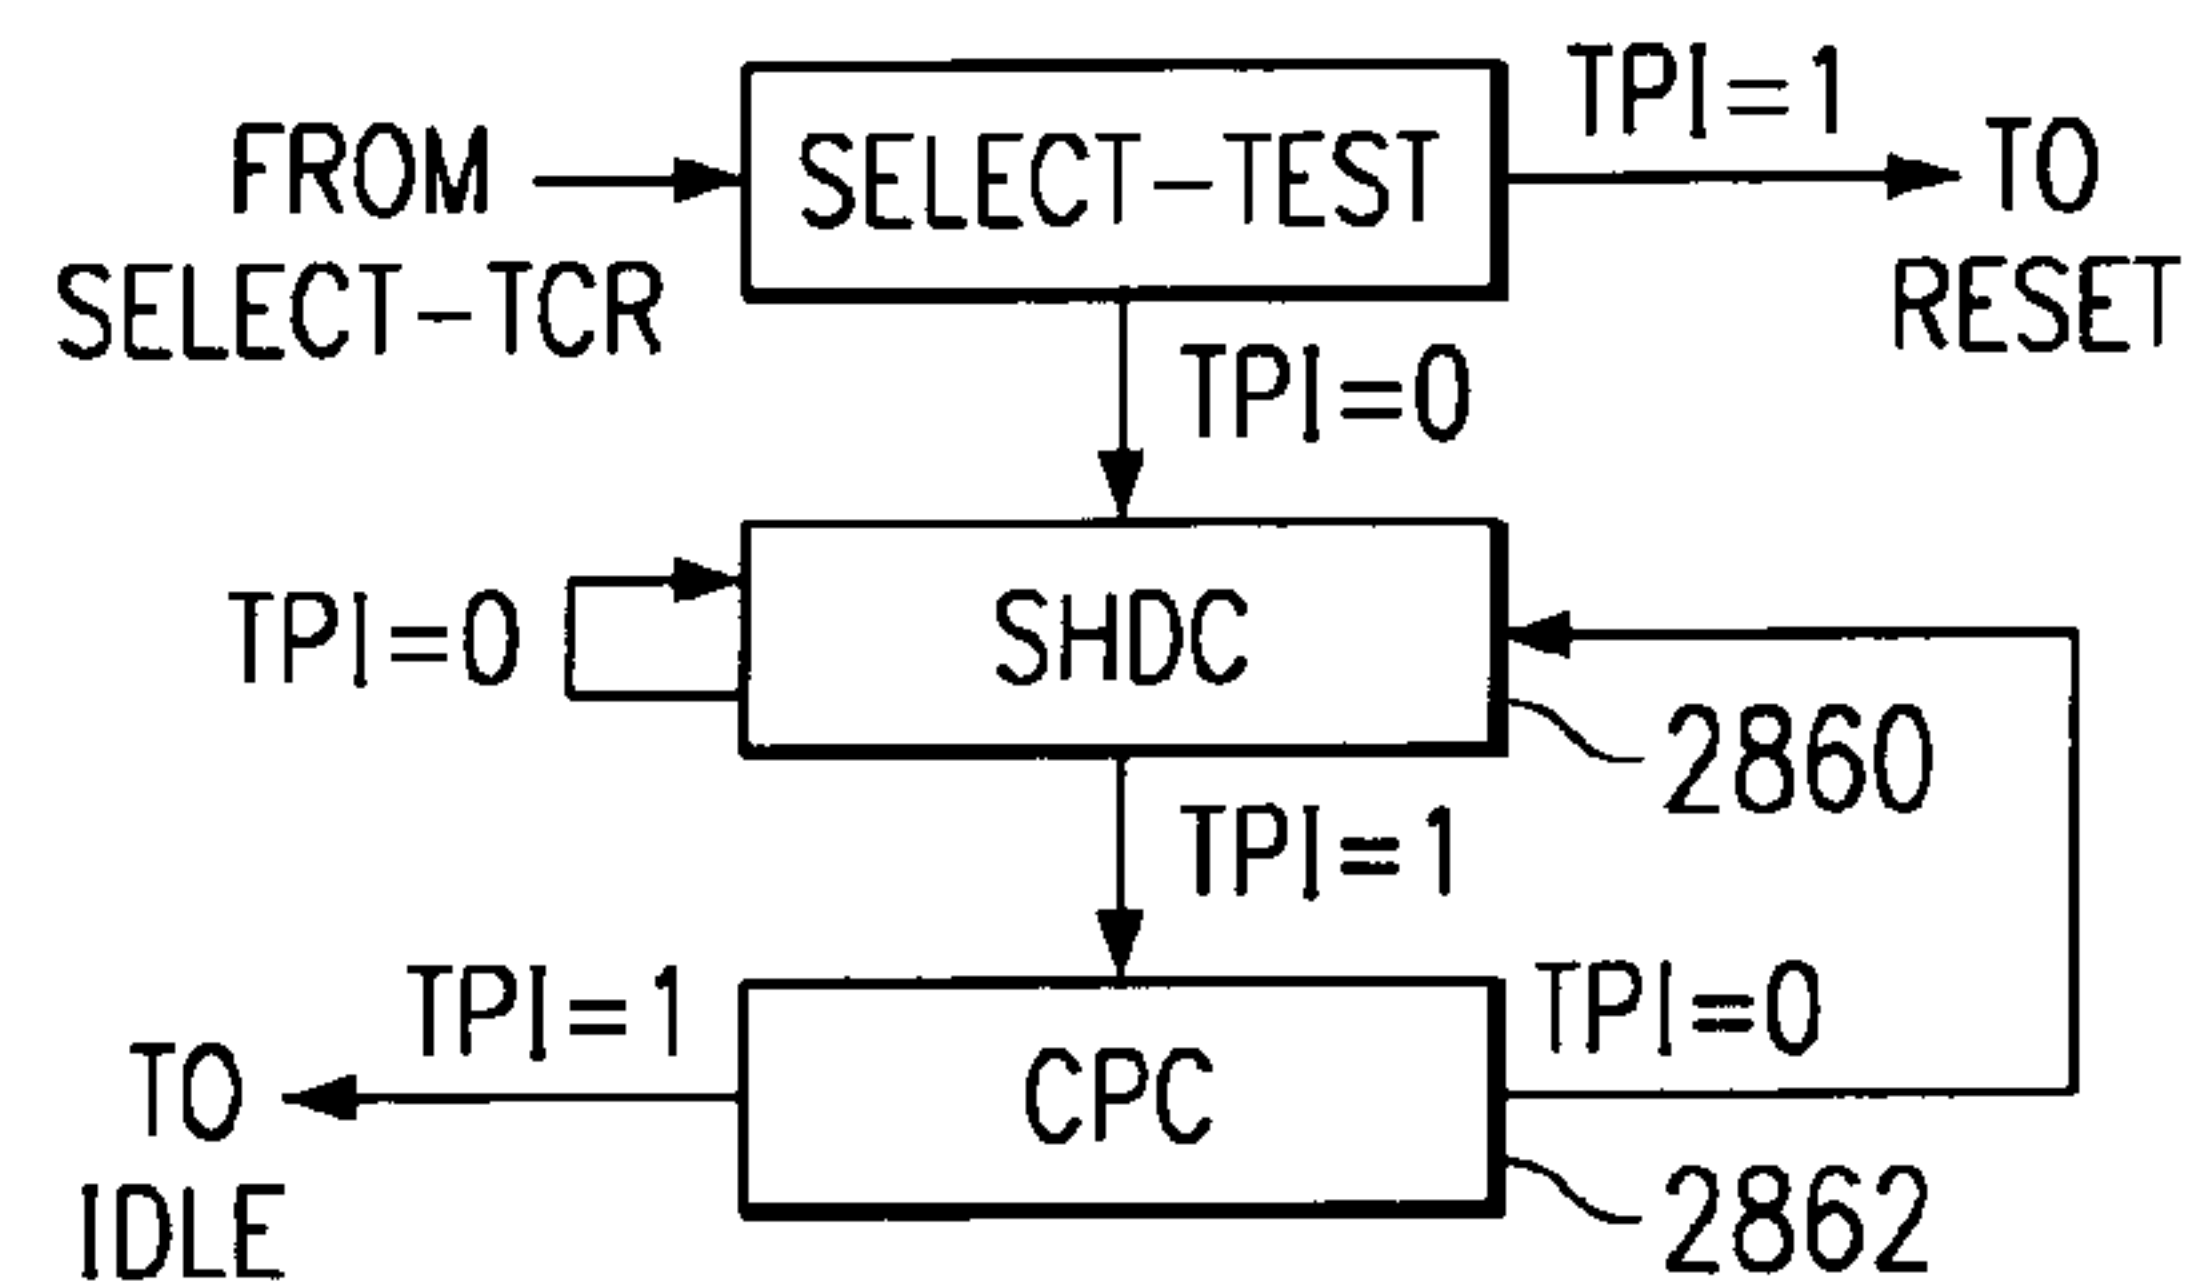 FROM
SELECT-TCR
SELECT-TEST
TPI=1
TO
RESET
TPI=0
TPI=0
SHDC
2860
TPI=1
TPI=1
TO
IDLE
CPC
TPI=0
2862